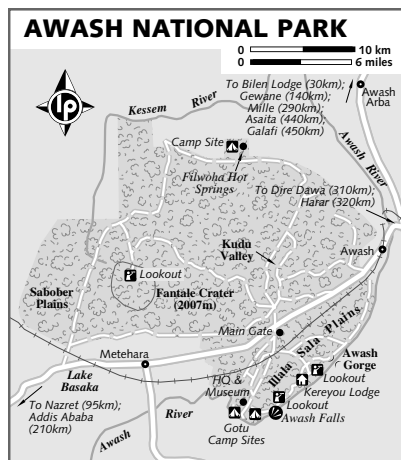 AWASH NATIONAL PARK
0 10 km
0 6 miles
To Bilen Lodge (30km);
Gewane (140km);
Mille (290km);
Asaita (440km);
Galafi (450km)
Awash
Arba
lp
Kessem River
Awash River
Camp Site
Filwoha Hot
Springs
To Dire Dawa (310km);
Harar (320km)
Kudu
Valley
Awash
Lookout
Sabober
Plains
Fantale Crater
(2007m)
Main Gate
Illala Sala Plains
Metehara
Awash
Gorge
Lake
Basaka
HQ &
Museum
Lookout
Kereyou Lodge
Lookout
Awash Falls
To Nazret (95km);
Addis Ababa
(210km)
Awash River
Gotu
Camp Sites